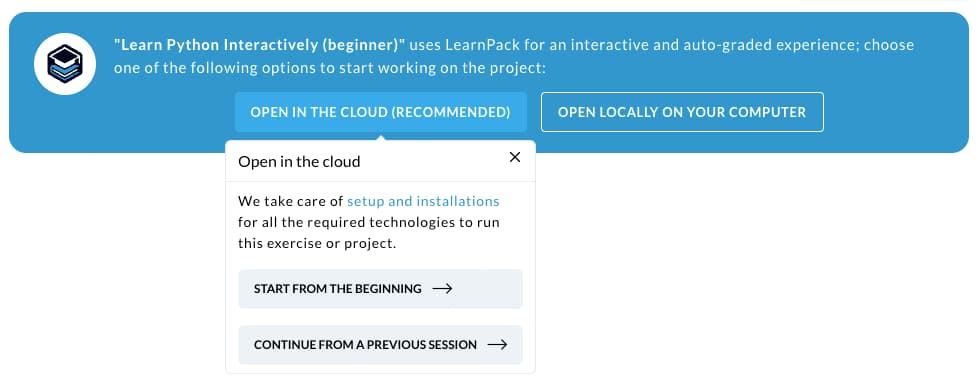 "Learn Python Interactively (beginner)" uses LearnPack for an interactive and auto-graded experience; choose
one of the following options to start working on the project:
OPEN IN THE CLOUD (RECOMMENDED)
OPEN LOCALLY ON YOUR COMPUTER
Open in the cloud
We take care of setup and installations
for all the required technologies to run
this exercise or project.
START FROM THE BEGINNING
CONTINUE FROM A PREVIOUS SESSION